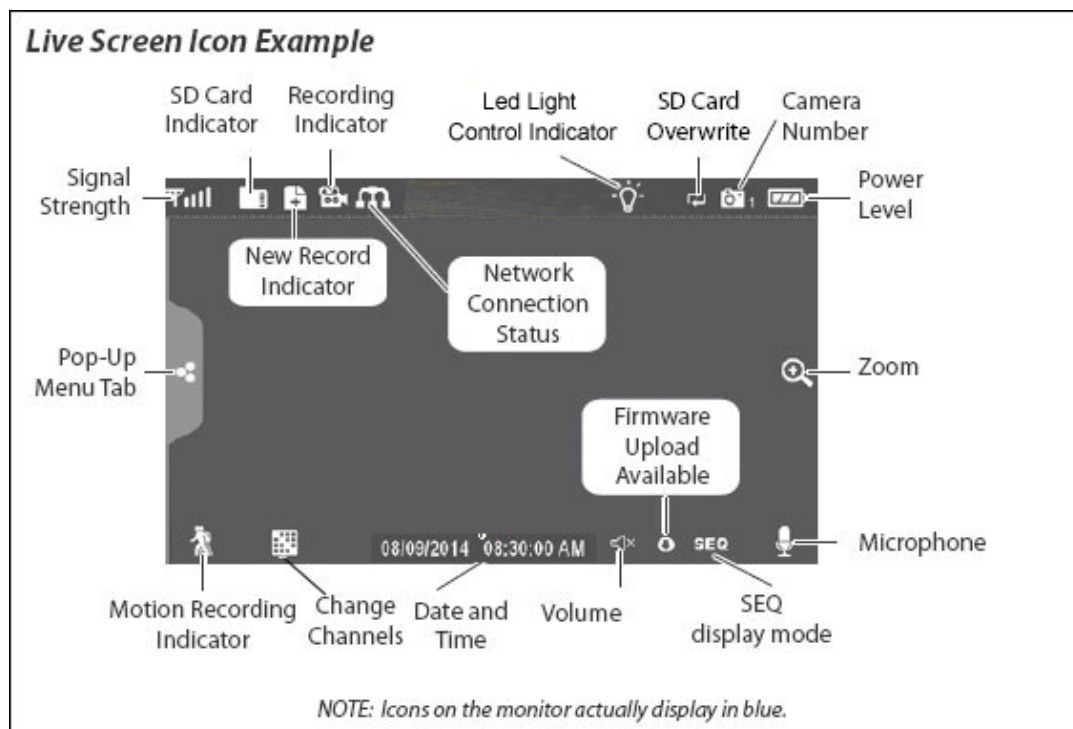 Live Screen Icon Example
SD Card
Indicator
Recording
Indicator
Led Light
Control Indicator
SD Card
Overwrite
Camera
Number
Signal
Strength
Power
Level
1
New Record
Indicator
Network
Connection
Status
Pop-Up
Menu Tab
Zoom
Firmware
Upload
Available
08/09/2014 08:30:00 AM
SEQ
Microphone
Motion Recording
Indicator
Change
Channels
Date and
Time
Volume
SEQ
display mode
NOTE: Icons on the monitor actually display in blue.